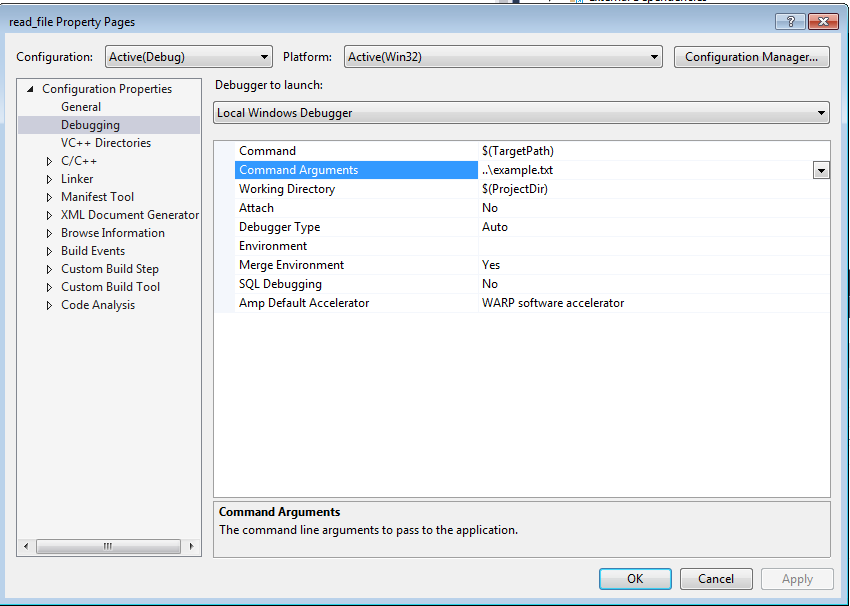 read_file Property Pages
Configuration: Active(Debug) Platform: Active(Win32) Configuration Manager...
Configuration Properties
General
Debugging
VC++ Directories
C/C++
Linker
Manifest Tool
XML Document Generator
Browse Information
Build Events
Custom Build Step
Custom Build Tool
Code Analysis
Debugger to launch:
Local Windows Debugger
Command $(TargetPath)
Command Arguments ..\example.txt
Working Directory $(ProjectDir)
Attach No
Debugger Type Auto
Environment
Merge Environment Yes
SQL Debugging No
Amp Default Accelerator WARP software accelerator
Command Arguments
The command line arguments to pass to the application.
OK Cancel Apply